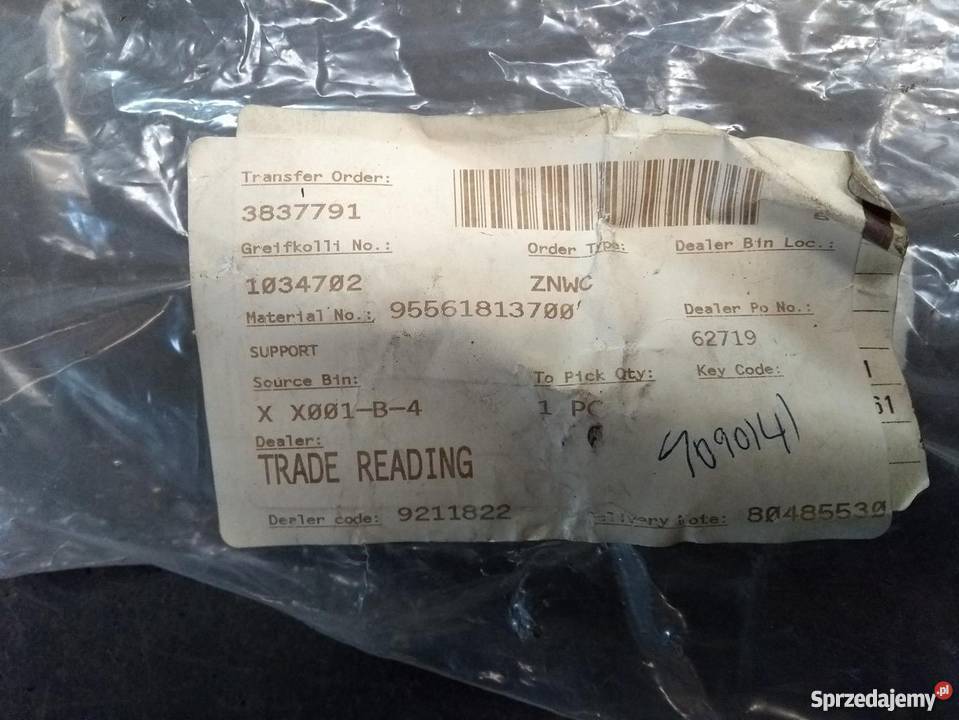 Transfer Order:
3837791
8
Greifkolli No.: Order Type: Dealer Bin Loc.:
1034702 ZNWC
Material No.: 95561813700 Dealer Po No.:
62719
SUPPORT
Source Bin: To Pick Qty: Key Code:
X X001-B-4 1 PC
61
Dealer:
TRADE READING
Dealer code: 9211822 Delivery note: 80485530
Sprzedajemy.pl